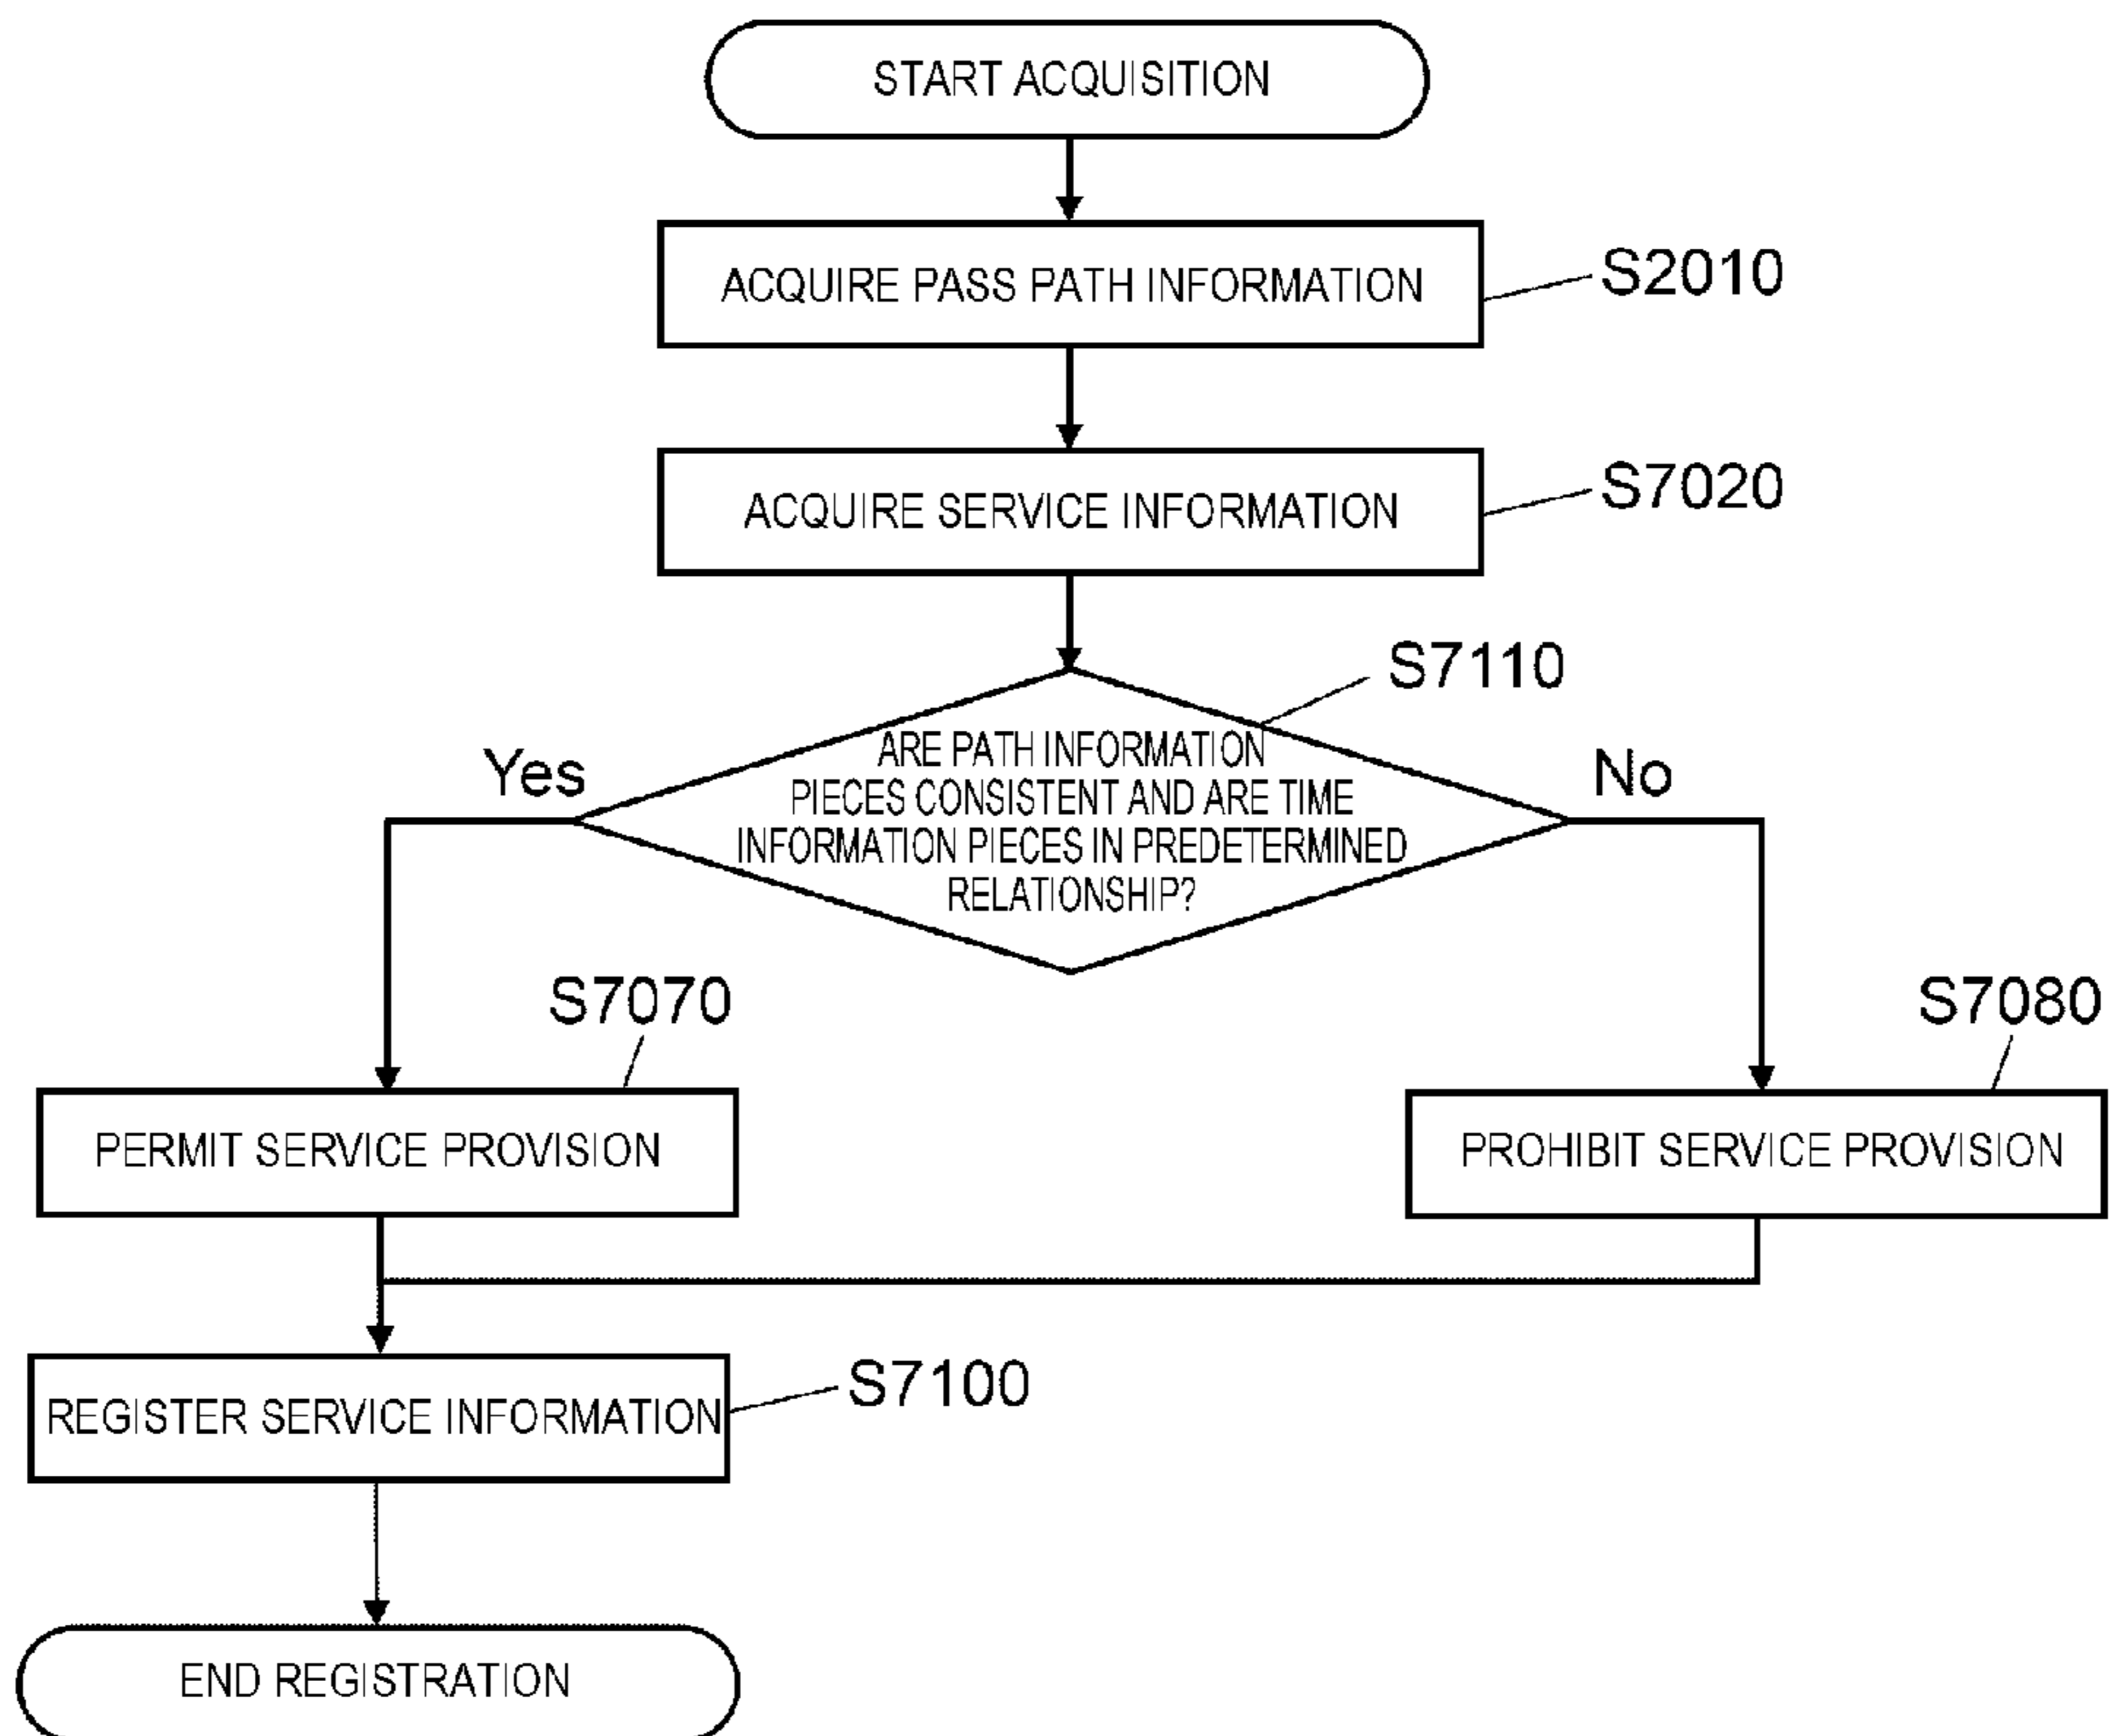 START ACQUISITION
ACQUIRE PASS PATH INFORMATION
S2010
ACQUIRE SERVICE INFORMATION
S7020
S7110
ARE PATH INFORMATION
PIECES CONSISTENT AND ARE TIME
INFORMATION PIECES IN PREDETERMINED
RELATIONSHIP?
Yes
No
S7070
S7080
PERMIT SERVICE PROVISION
PROHIBIT SERVICE PROVISION
REGISTER SERVICE INFORMATION
S7100
END REGISTRATION